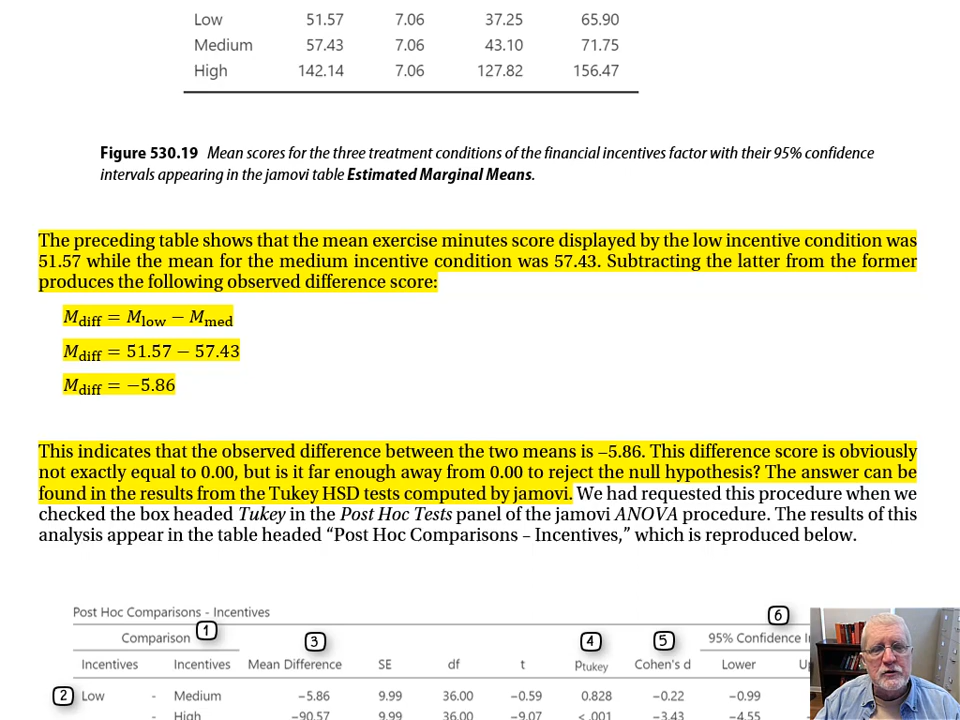 Low 51.57 7.06 37.25 65.90
Medium 57.43 7.06 43.10 71.75
High 142.14 7.06 127.82 156.47
Figure 530.19 Mean scores for the three treatment conditions of the financial incentives factor with their 95% confidence
intervals appearing in the jamovi table Estimated Marginal Means.
The preceding table shows that the mean exercise minutes score displayed by the low incentive condition was
51.57 while the mean for the medium incentive condition was 57.43. Subtracting the latter from the former
produces the following observed difference score:
Mdiff = Mlow − Mmed
Mdiff = 51.57 − 57.43
Mdiff = −5.86
This indicates that the observed difference between the two means is –5.86. This difference score is obviously
not exactly equal to 0.00, but is it far enough away from 0.00 to reject the null hypothesis? The answer can be
found in the results from the Tukey HSD tests computed by jamovi. We had requested this procedure when we
checked the box headed Tukey in the Post Hoc Tests panel of the jamovi ANOVA procedure. The results of this
analysis appear in the table headed “Post Hoc Comparisons – Incentives,” which is reproduced below.
Post Hoc Comparisons - Incentives
Comparison 1 3 4 5 95% Confidence 6
Incentives Incentives Mean Difference SE df t Ptukey Cohen's d Lower
2 Low - Medium −5.86 9.99 36.00 −0.59 0.828 −0.22 −0.99
- High −90.57 9.99 36.00 −9.07 < .001 −3.43 −4.55